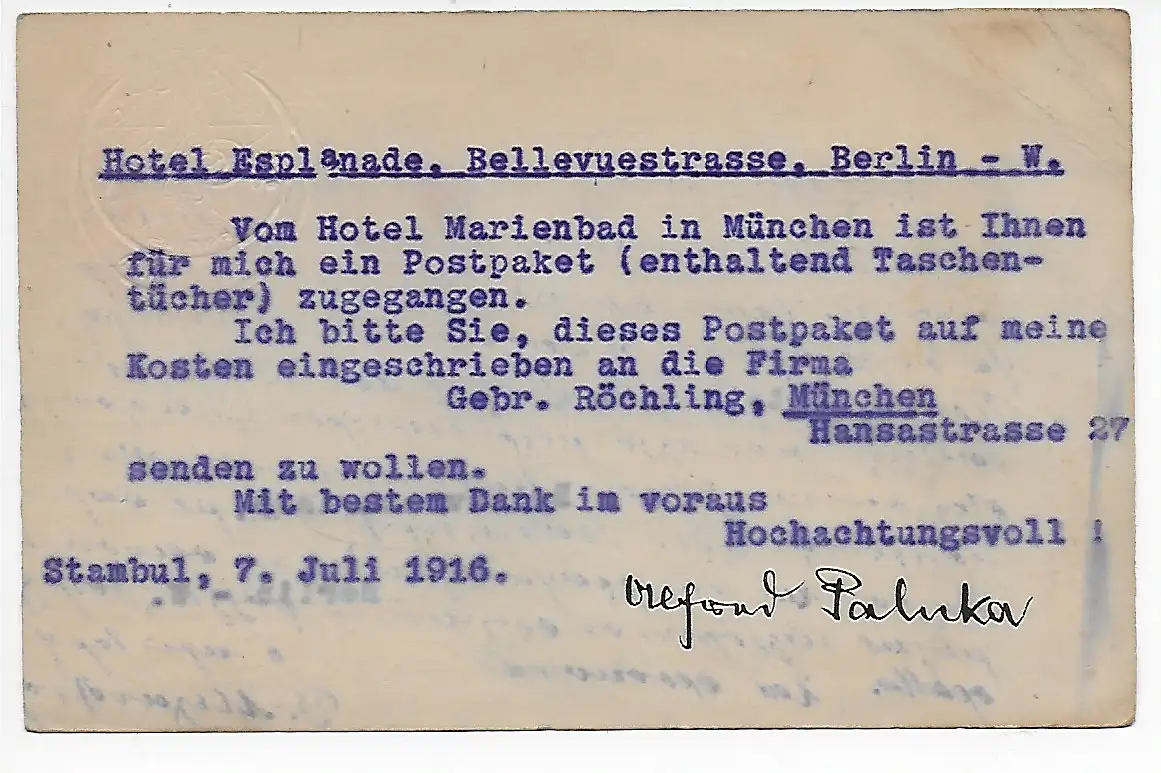 Hotel Esplanade, Bellevuestrasse, Berlin - W.
Vom Hotel Marienbad in München ist Ihnen
für mich ein Postpaket (enthaltend Taschen-
tücher) zugegangen.
Ich bitte Sie, dieses Postpaket auf meine
Kosten eingeschrieben an die Firma
Gebr. Röchling, München
Hansastrasse 27
senden zu wollen.
Mit bestem Dank im voraus
Hochachtungsvoll !
Stambul, 7. Juli 1916.